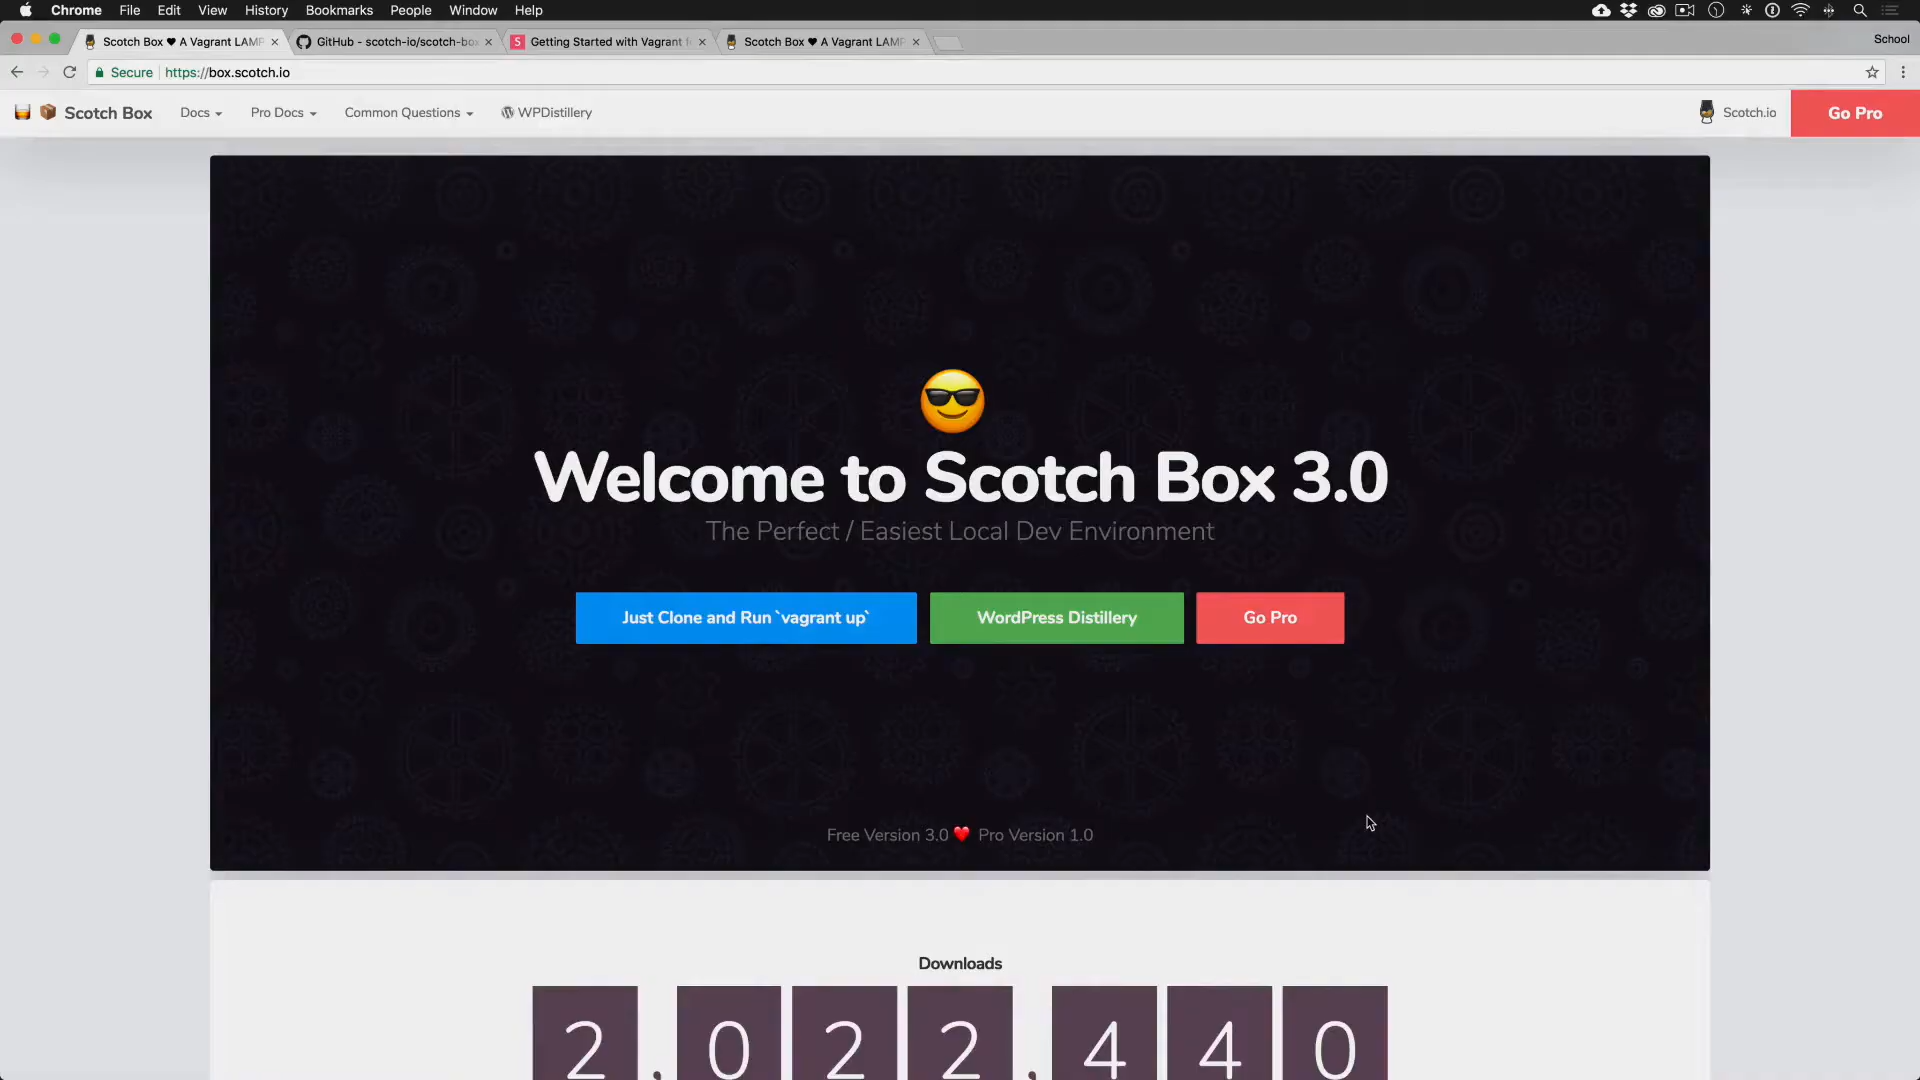 Chrome File Edit View History Bookmarks People Window Help
Scotch Box ♥ A Vagrant LAMP
GitHub - scotch-io/scotch-box
Getting Started with Vagrant f
Scotch Box ♥ A Vagrant LAMP
School
Secure https://box.scotch.io
Scotch Box Docs Pro Docs Common Questions WPDistillery Scotch.io Go Pro
Welcome to Scotch Box 3.0
The Perfect / Easiest Local Dev Environment
Just Clone and Run `vagrant up` WordPress Distillery Go Pro
Free Version 3.0 ❤️ Pro Version 1.0
Downloads
2,022,440